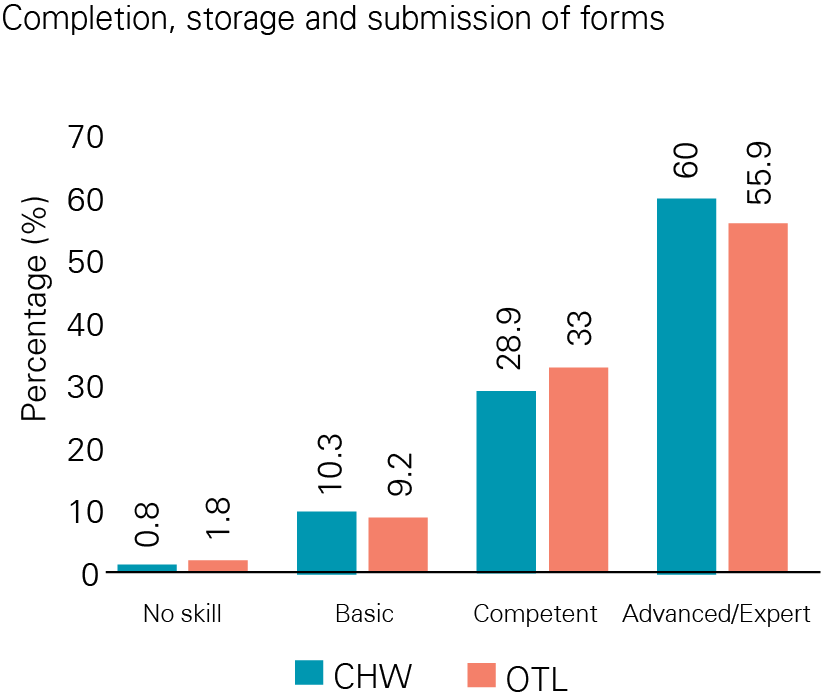 Completion, storage and submission of forms
Percentage (%)
70
60
50
40
30
20
10
0
0.8
1.8
10.3
9.2
28.9
33
60
55.9
No skill
Basic
Competent
Advanced/Expert
CHW
OTL